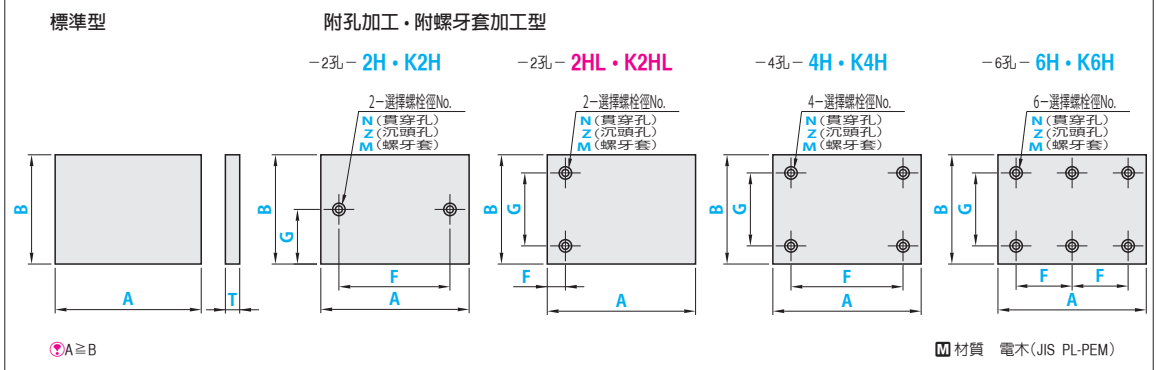 標準型
附孔加工・附螺牙套加工型
－2孔－ 2H・K2H
2－選擇螺栓徑No.
N(貫穿孔)
Z(沉頭孔)
M(螺牙套)
－2孔－ 2HL・K2HL
2－選擇螺栓徑No.
N(貫穿孔)
Z(沉頭孔)
M(螺牙套)
－4孔－ 4H・K4H
4－選擇螺栓徑No.
N(貫穿孔)
Z(沉頭孔)
M(螺牙套)
－6孔－ 6H・K6H
6－選擇螺栓徑No.
N(貫穿孔)
Z(沉頭孔)
M(螺牙套)
B
A
T
B
G
F
A
B
G
F
A
B
G
F
A
B
G
F
F
A
?A≧B
M材質 電木(JIS PL-PEM)